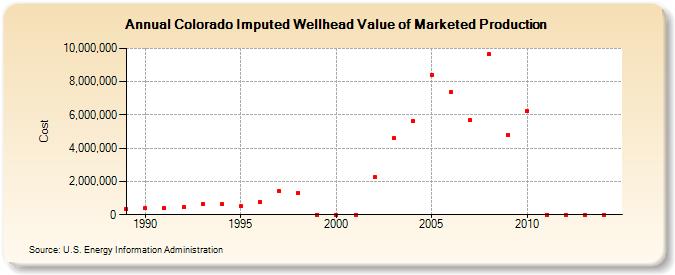 Annual Colorado Imputed Wellhead Value of Marketed Production
10,000,000
8,000,000
6,000,000
4,000,000
2,000,000
0
Cost
1990 1995 2000 2005 2010
Source: U.S. Energy Information Administration